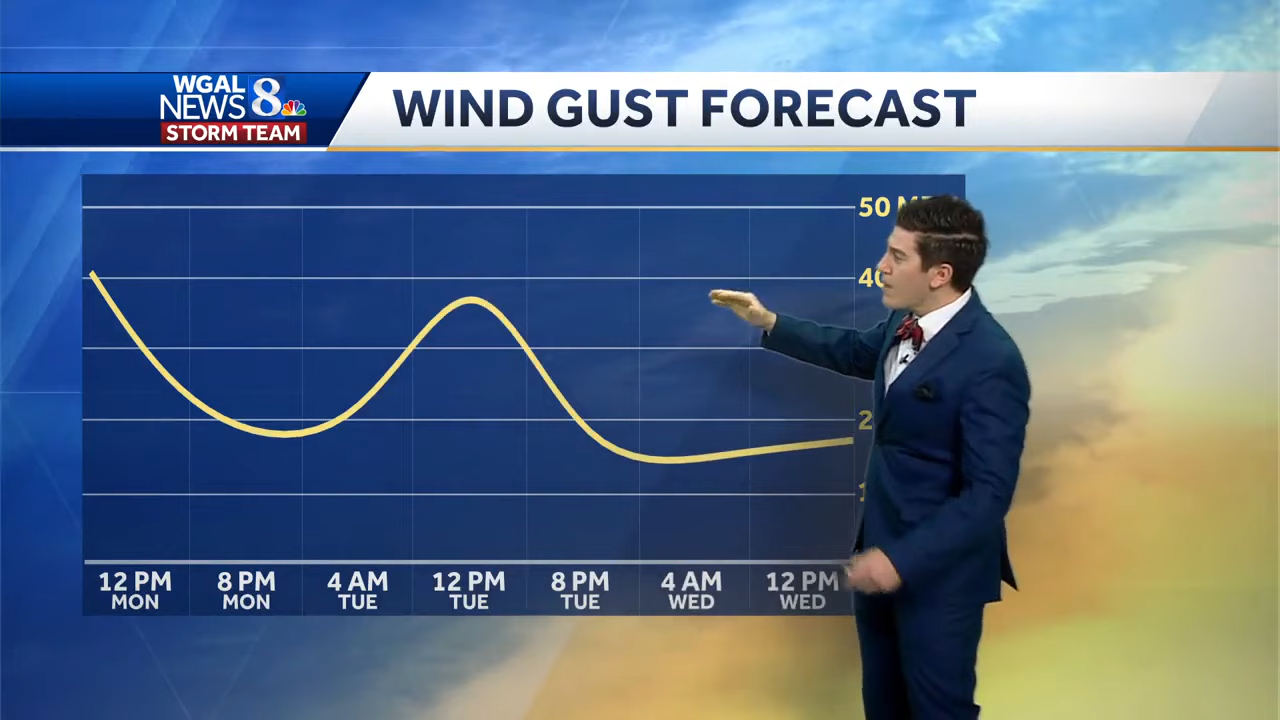 WGAL
NEWS 8
STORM TEAM
WIND GUST FORECAST
50
40
12 PM
MON
8 PM
MON
4 AM
TUE
12 PM
TUE
8 PM
TUE
4 AM
WED
12 PM
WED